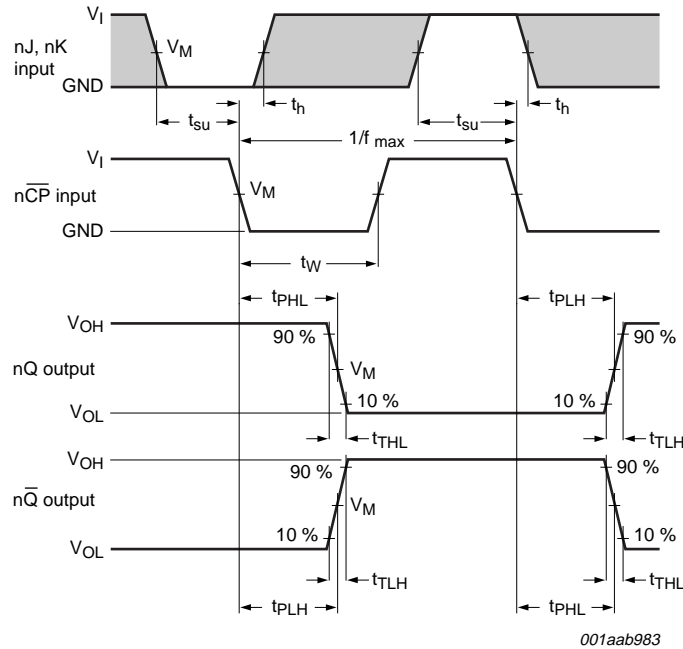 V_I
nJ, nK input
V_M
GND
t_su
t_h
t_su
t_h
1/f_max
V_I
nC̅P̅ input
V_M
GND
t_W
t_PHL
t_PLH
V_OH
90 %
90 %
nQ output
V_M
10 %
10 %
V_OL
t_THL
t_TLH
V_OH
90 %
90 %
nQ̅ output
V_M
10 %
10 %
V_OL
t_TLH
t_THL
t_PLH
t_PHL
001aab983